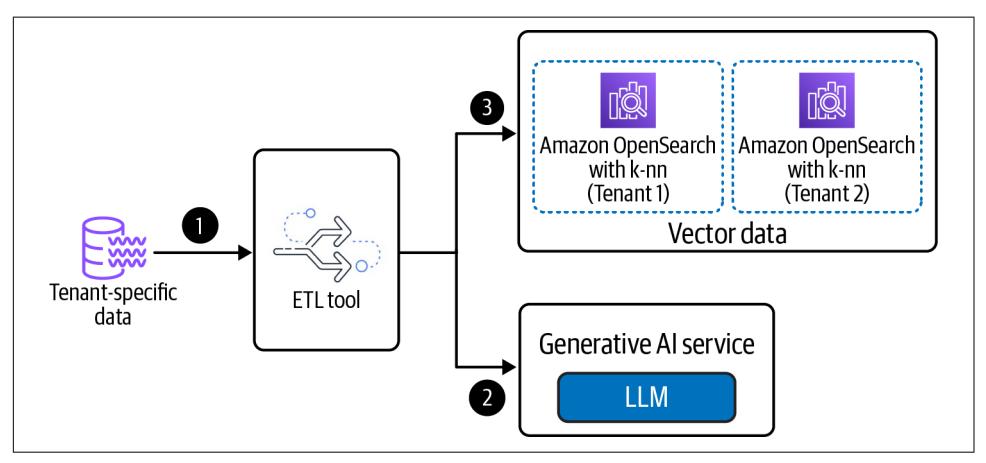 1
Tenant-specific
data
ETL tool
3
Amazon OpenSearch
with k-nn
(Tenant 1)
Amazon OpenSearch
with k-nn
(Tenant 2)
Vector data
2
Generative AI service
LLM